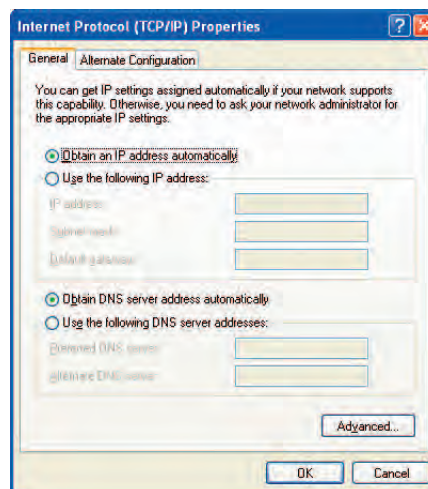 Internet Protocol (TCP/IP) Properties
General Alternate Configuration
You can get IP settings assigned automatically if your network supports
this capability. Otherwise, you need to ask your network administrator for
the appropriate IP settings.
Obtain an IP address automatically
Use the following IP address:
IP address:
Subnet mask:
Default gateway:
Obtain DNS server address automatically
Use the following DNS server addresses:
Preferred DNS server:
Alternate DNS server:
Advanced...
OK Cancel